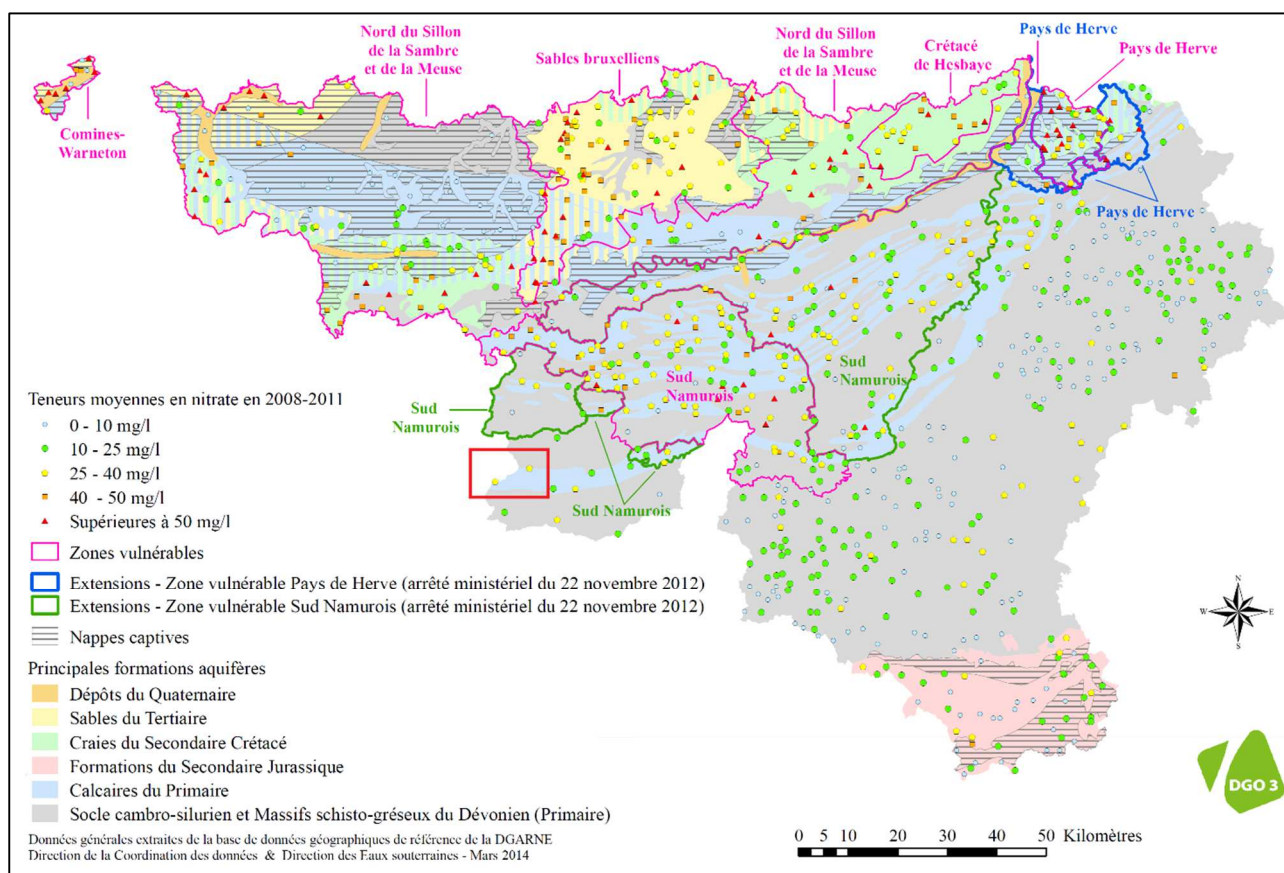 Nord du Sillon
de la Sambre
et de la Meuse
Sables bruxelliens
Nord du Sillon
de la Sambre
et de la Meuse
Crétacé
de Hesbaye
Pays de Herve
Pays de Herve
Comines-
Warneton
Pays de Herve
Sud
Namurois
Sud
Namurois
Sud
Namurois
Sud Namurois
Teneurs moyennes en nitrate en 2008-2011
0 - 10 mg/l
10 - 25 mg/l
25 - 40 mg/l
40 - 50 mg/l
Supérieures à 50 mg/l
Zones vulnérables
Extensions - Zone vulnérable Pays de Herve (arrêté ministériel du 22 novembre 2012)
Extensions - Zone vulnérable Sud Namurois (arrêté ministériel du 22 novembre 2012)
Nappes captives
Principales formations aquifères
Dépôts du Quaternaire
Sables du Tertiaire
Craies du Secondaire Crétacé
Formations du Secondaire Jurassique
Calcaires du Primaire
Socle cambro-silurien et Massifs schisto-gréseux du Dévonien (Primaire)
Données générales extraites de la base de données géographiques de référence de la DGARNE
Direction de la Coordination des données & Direction des Eaux souterraines - Mars 2014
N
W E
S
DGO 3
0 5 10 20 30 40 50 Kilomètres